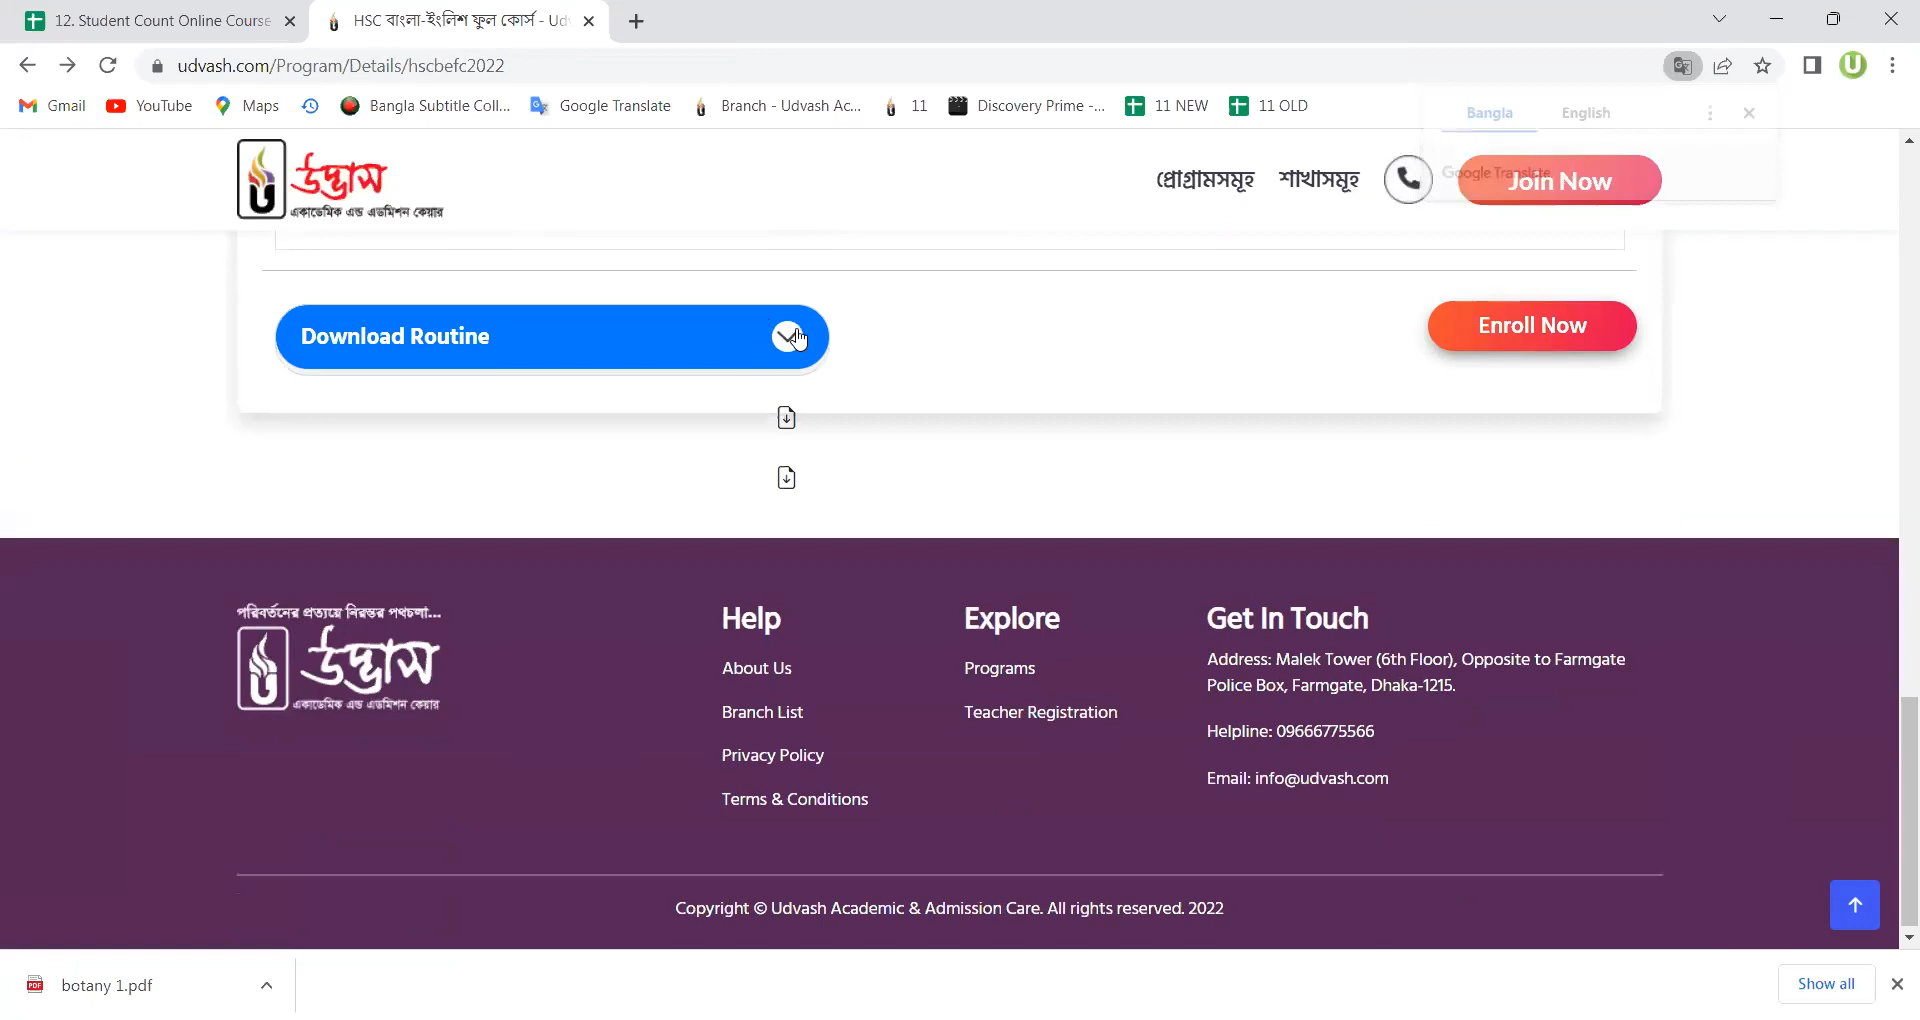 12. Student Count Online Course
HSC বাংলা-ইংলিশ ফুল কোর্স - Ud
udvash.com/Program/Details/hscbefc2022
Gmail
YouTube
Maps
Bangla Subtitle Coll...
Google Translate
Branch - Udvash Ac...
11
Discovery Prime -...
11 NEW
11 OLD
Bangla
English
Google Translate
উদ্ভাস
একাডেমিক এন্ড এডমিশন কেয়ার
প্রোগ্রামসমূহ
শাখাসমূহ
Join Now
Download Routine
Enroll Now
পরিবর্তনের প্রত্যয়ে নিরন্তর পথচলা...
উদ্ভাস
একাডেমিক এন্ড এডমিশন কেয়ার
Help
About Us
Branch List
Privacy Policy
Terms & Conditions
Explore
Programs
Teacher Registration
Get In Touch
Address: Malek Tower (6th Floor), Opposite to Farmgate
Police Box, Farmgate, Dhaka-1215.
Helpline: 09666775566
Email: info@udvash.com
Copyright © Udvash Academic & Admission Care. All rights reserved. 2022
botany 1.pdf
Show all